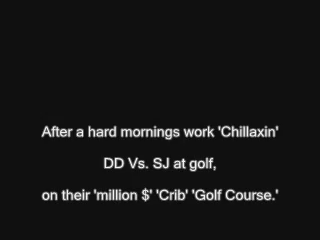 After a hard mornings work 'Chillaxin'
DD Vs. SJ at golf,
on their 'million $' 'Crib' 'Golf Course.'